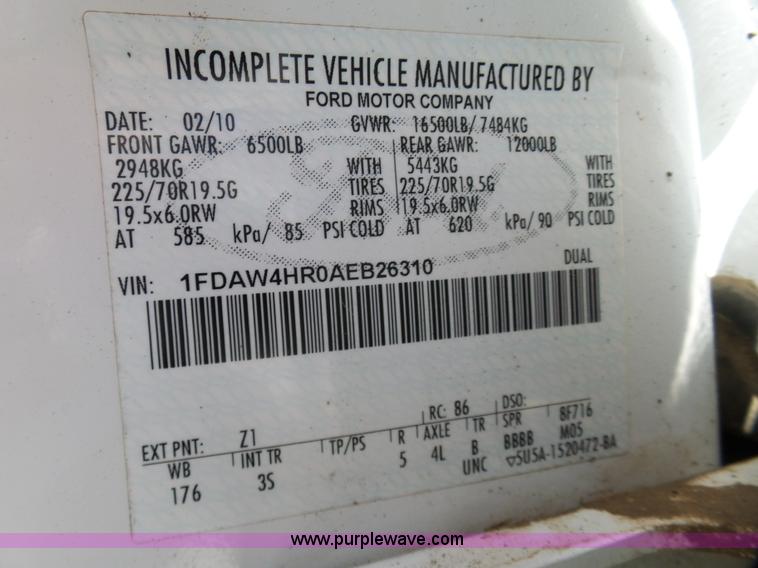 INCOMPLETE VEHICLE MANUFACTURED BY
FORD MOTOR COMPANY
DATE: 02/10 GVWR: 16500LB/7484KG
FRONT GAWR: 6500LB REAR GAWR: 12000LB
2948KG WITH 5443KG WITH
225/70R19.5G TIRES 225/70R19.5G TIRES
19.5x6.0RW RIMS 19.5x6.0RW RIMS
AT 585 kPa/ 85 PSI COLD AT 620 kPa/ 90 PSI COLD
VIN: 1FDAW4HR0AEB26310 DUAL
RC: 86 DSO:
EXT PNT: Z1 TP/PS R AXLE TR SPR 8F716
WB INT TR 5 4L B BBBB M05
176 3S UNC 5U5A-1520472-BA
www.purplewave.com